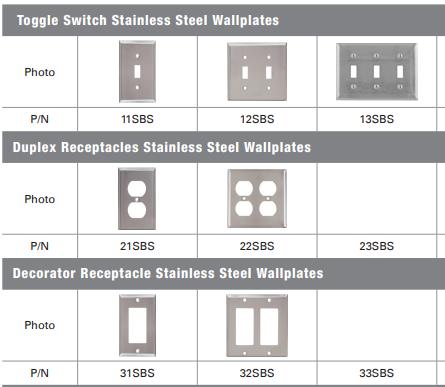 Toggle Switch Stainless Steel Wallplates
Photo
P/N 11SBS 12SBS 13SBS
Duplex Receptacles Stainless Steel Wallplates
Photo
P/N 21SBS 22SBS 23SBS
Decorator Receptacle Stainless Steel Wallplates
Photo
P/N 31SBS 32SBS 33SBS